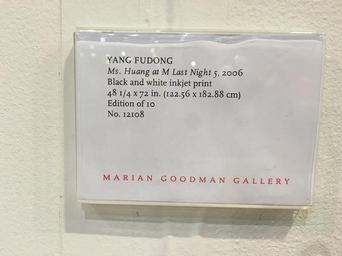 YANG FUDONG
Ms. Huang at M Last Night 5, 2006
Black and white inkjet print
48 1/4 x 72 in. (122.56 x 182.88 cm)
Edition of 10
No. 12108
MARIAN GOODMAN GALLERY